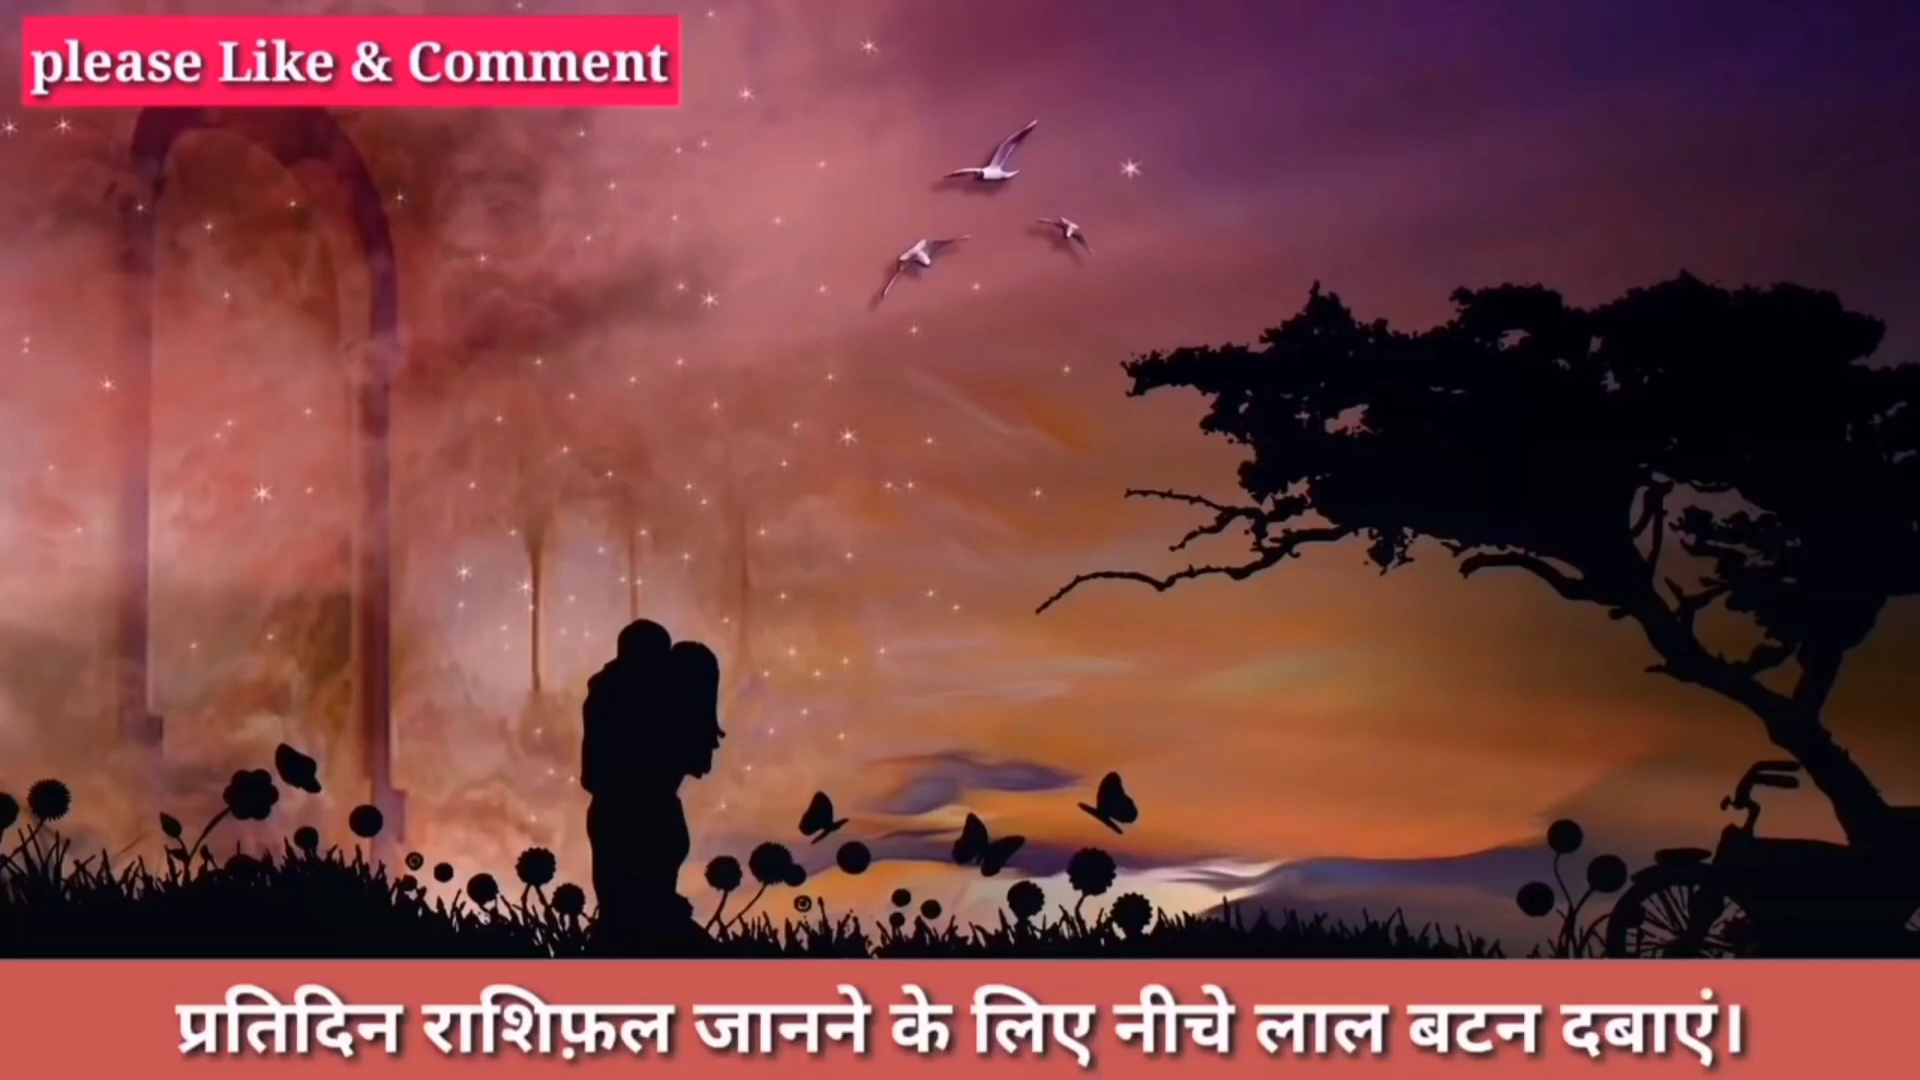 please Like & Comment
प्रतिदिन राशिफ़ल जानने के लिए नीचे लाल बटन दबाएं।